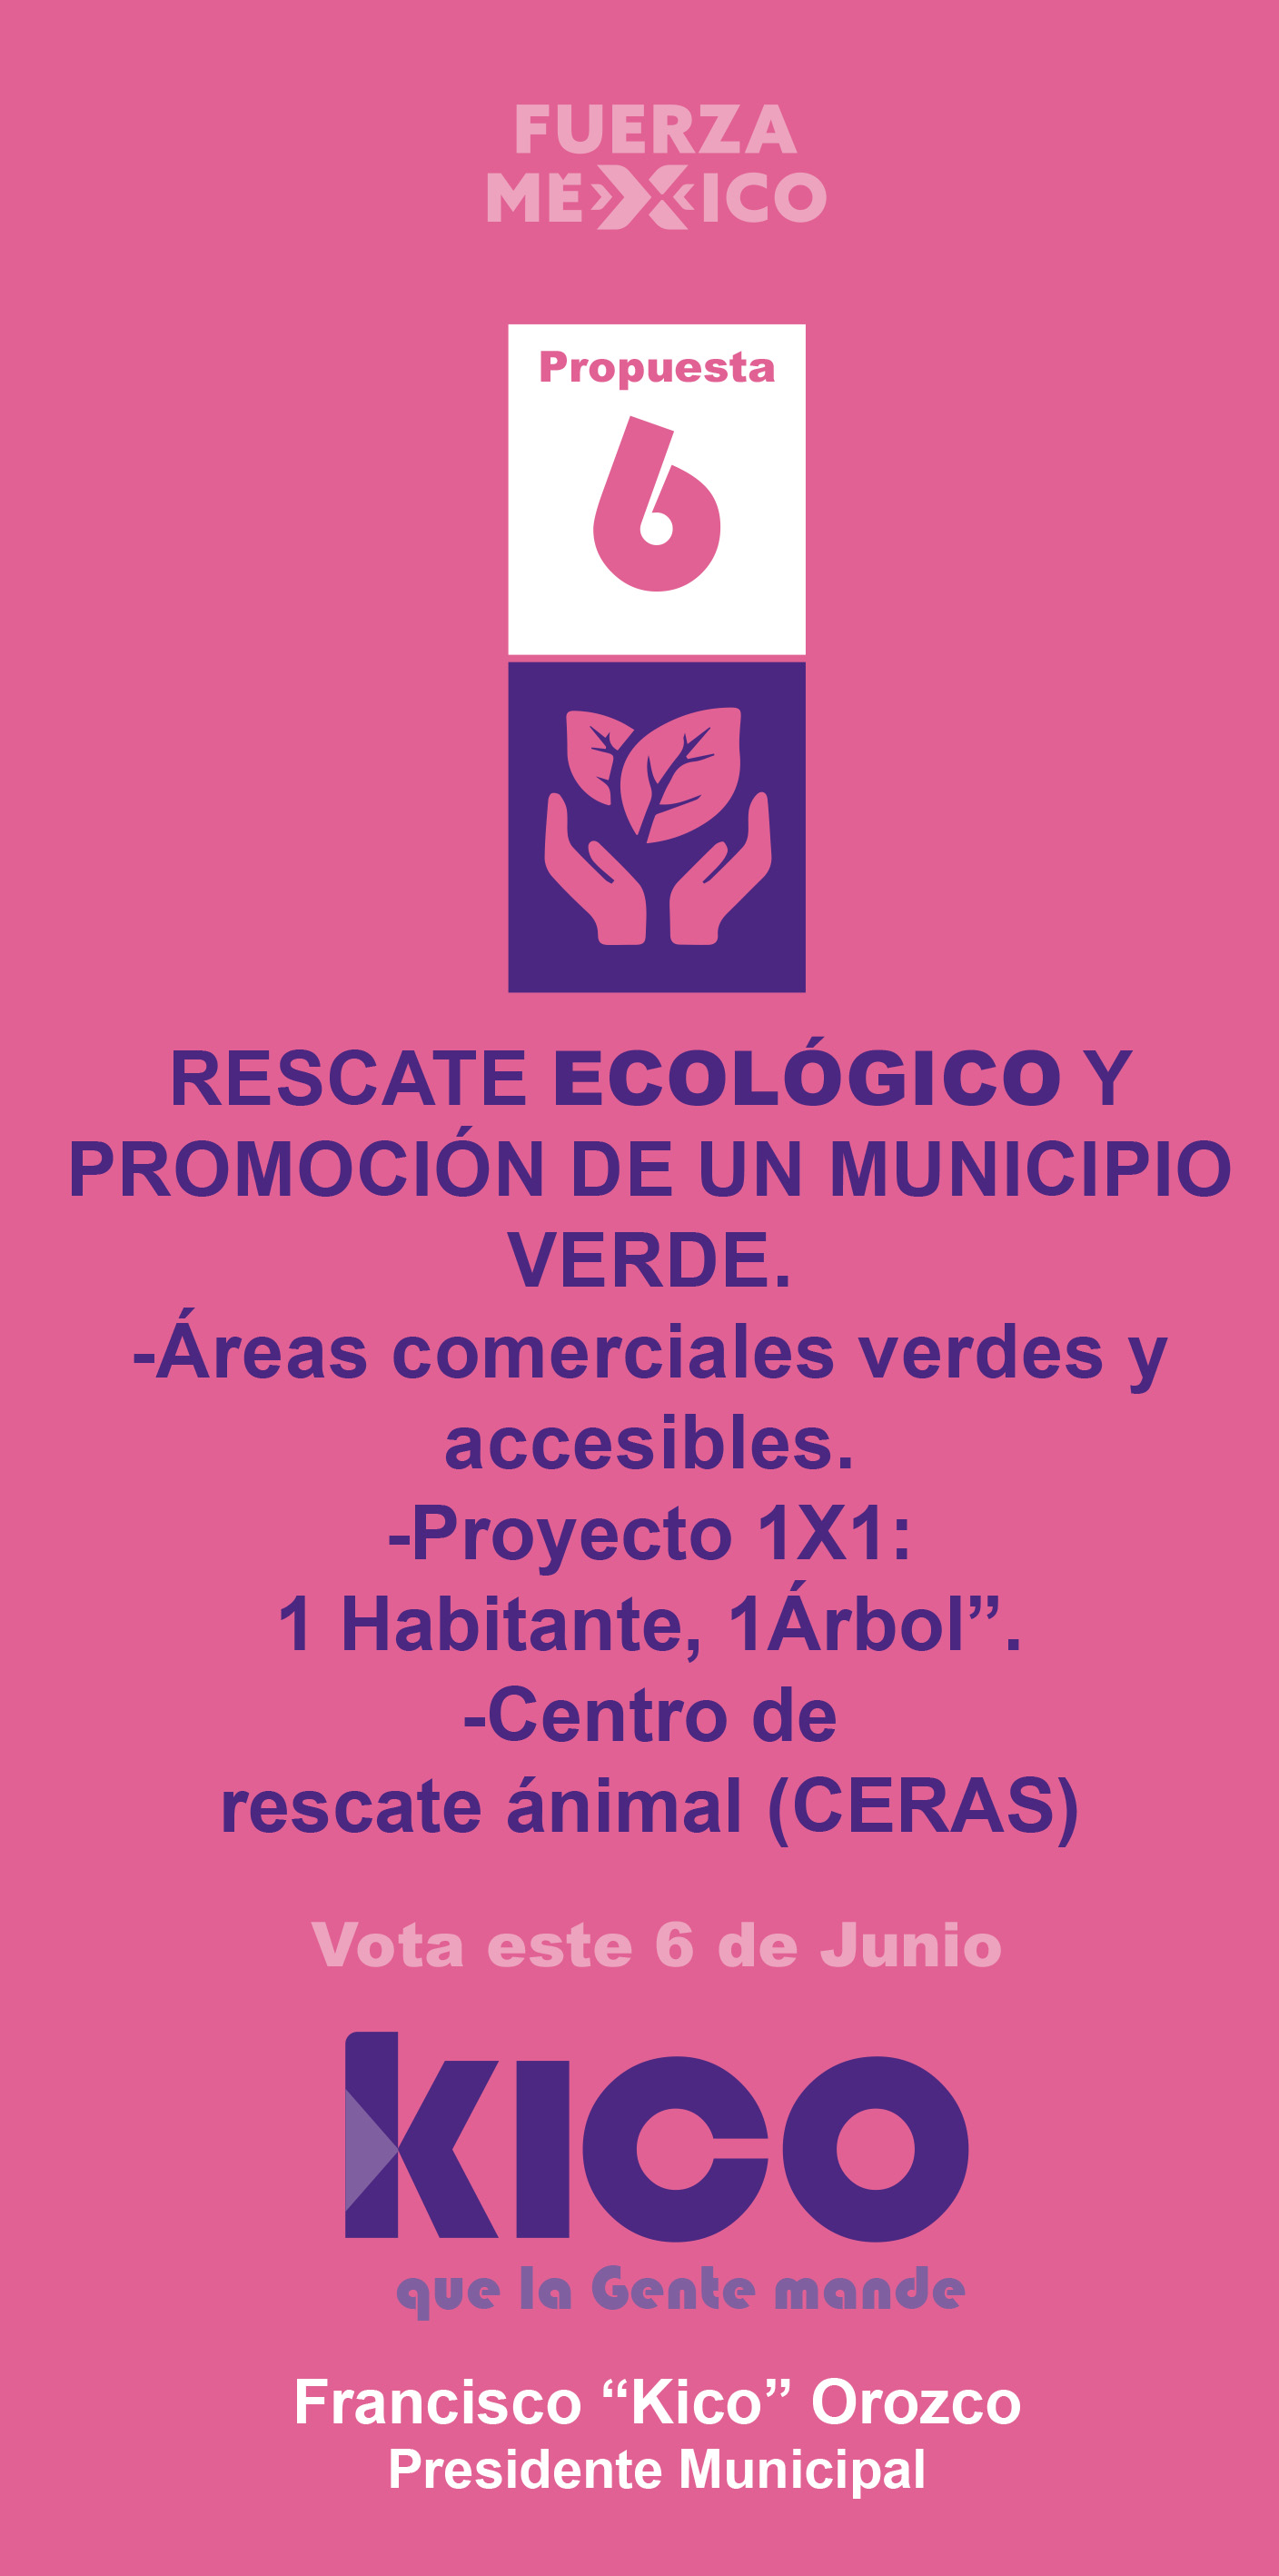 FUERZA
MÉXICO
Propuesta
6
RESCATE ECOLÓGICO Y
PROMOCIÓN DE UN MUNICIPIO
VERDE.
-Áreas comerciales verdes y
accesibles.
-Proyecto 1X1:
1 Habitante, 1Árbol”.
-Centro de
rescate ánimal (CERAS)
Vota este 6 de Junio
KICO
que la Gente mande
Francisco “Kico” Orozco
Presidente Municipal